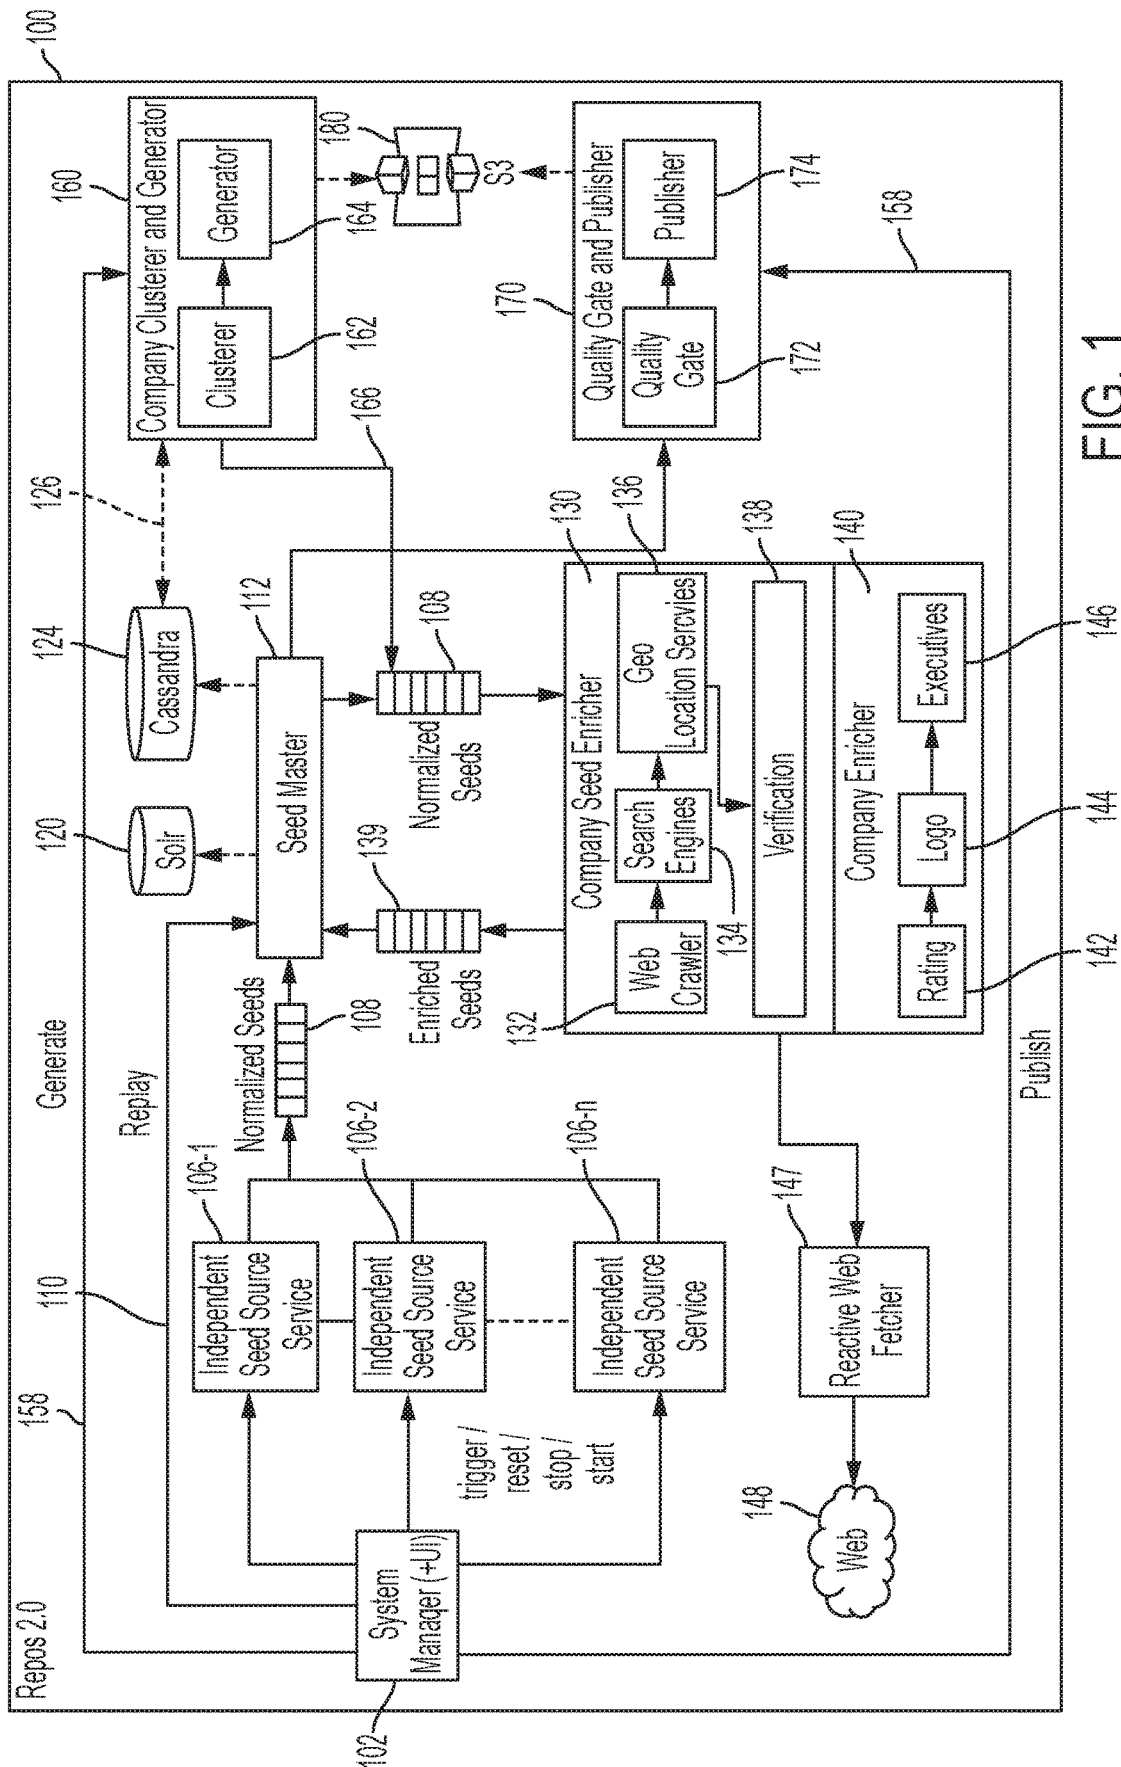 100
Repos 2.0
158
Generate
110
Replay
120
124
126
160
Company Clusterer and Generator
Solr
Cassandra
Clusterer
Generator
106-1
Independent
Seed Source
Service
Normalized Seeds
108
Seed Master
112
162
164
180
166
S3
102
System
Manaqer (+UI)
106-2
Independent
Seed Source
Service
139
Enriched
Seeds
108
Normalized
Seeds
trigger /
reset /
stop /
start
106-n
Independent
Seed Source
Service
132
Company Seed Enricher
130
Web
Crawler
Search
Engines
134
Geo
Location Sercvies
136
Verification
138
170
Quality Gate and Publisher
Quality
Gate
Publisher
172
174
148
Web
147
Reactive Web
Fetcher
Company Enricher
140
Rating
Logo
Executives
142
144
146
158
Publish
FIG. 1